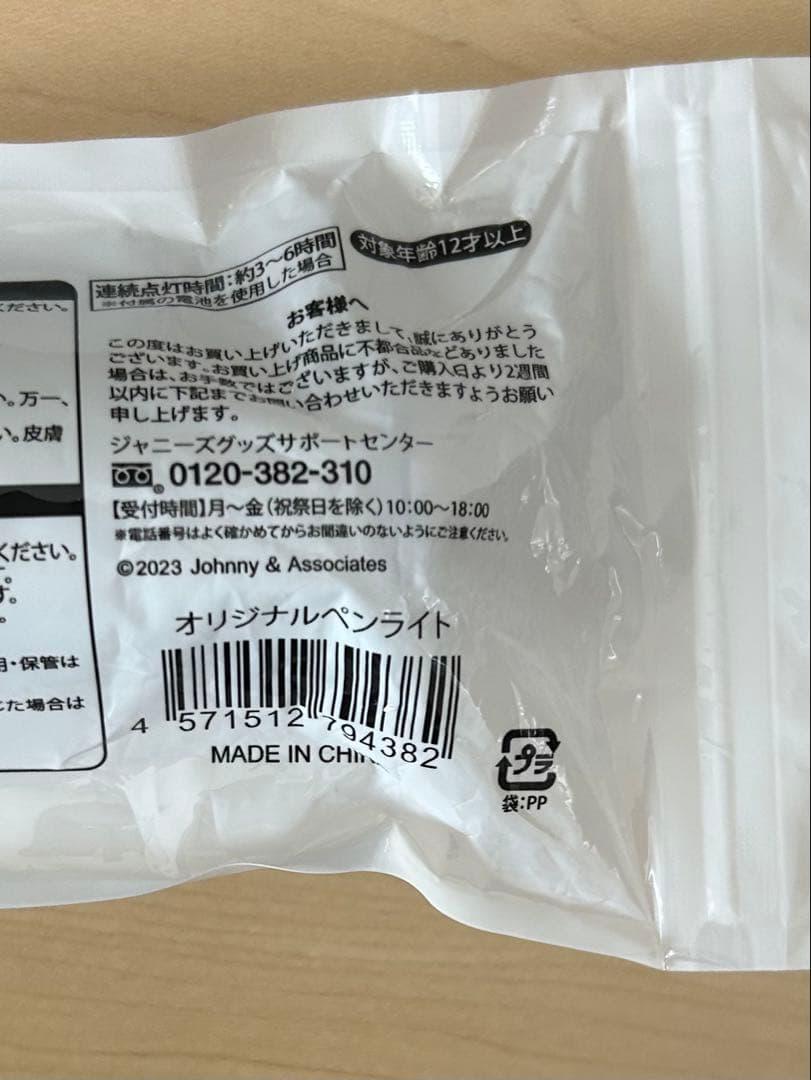 ください。
い。万一、
い。皮膚
ください。
す。
。
用・保管は
じた場合は
連続点灯時間：約3〜6時間
※付属の電池を使用した場合
対象年齢12才以上
お客様へ
この度はお買い上げいただきまして、誠にありがとう
ございます。お買い上げ商品に不都合品などありました
場合は、お手数ではございますが、ご購入日より2週間
以内に下記までお問い合わせいただきますようお願い
申し上げます。
ジャニーズグッズサポートセンター
0120-382-310
【受付時間】月〜金（祝祭日を除く）10:00〜18:00
※電話番号はよく確かめてからお間違いのないようにご注意ください。
©2023 Johnny & Associates
オリジナルペンライト
4 571512 794382
MADE IN CHI
プラ
袋:PP